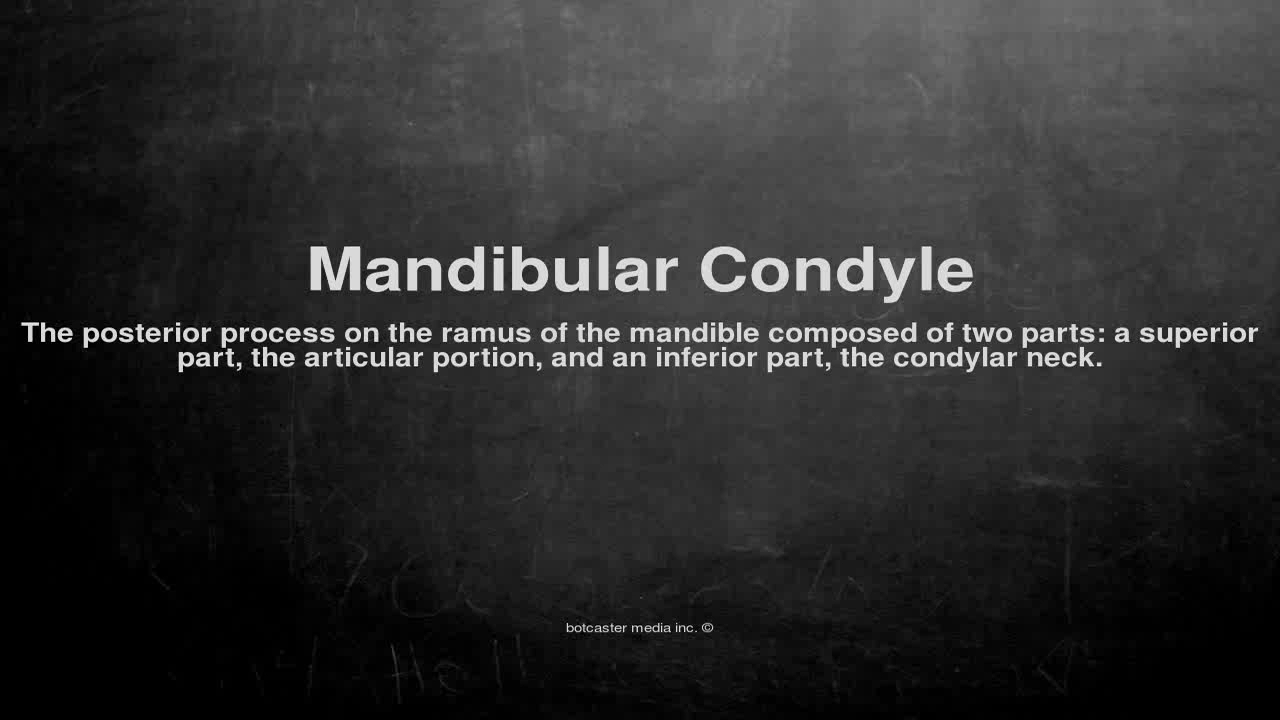 Mandibular Condyle
The posterior process on the ramus of the mandible composed of two parts: a superior
part, the articular portion, and an inferior part, the condylar neck.
botcaster media inc. ©